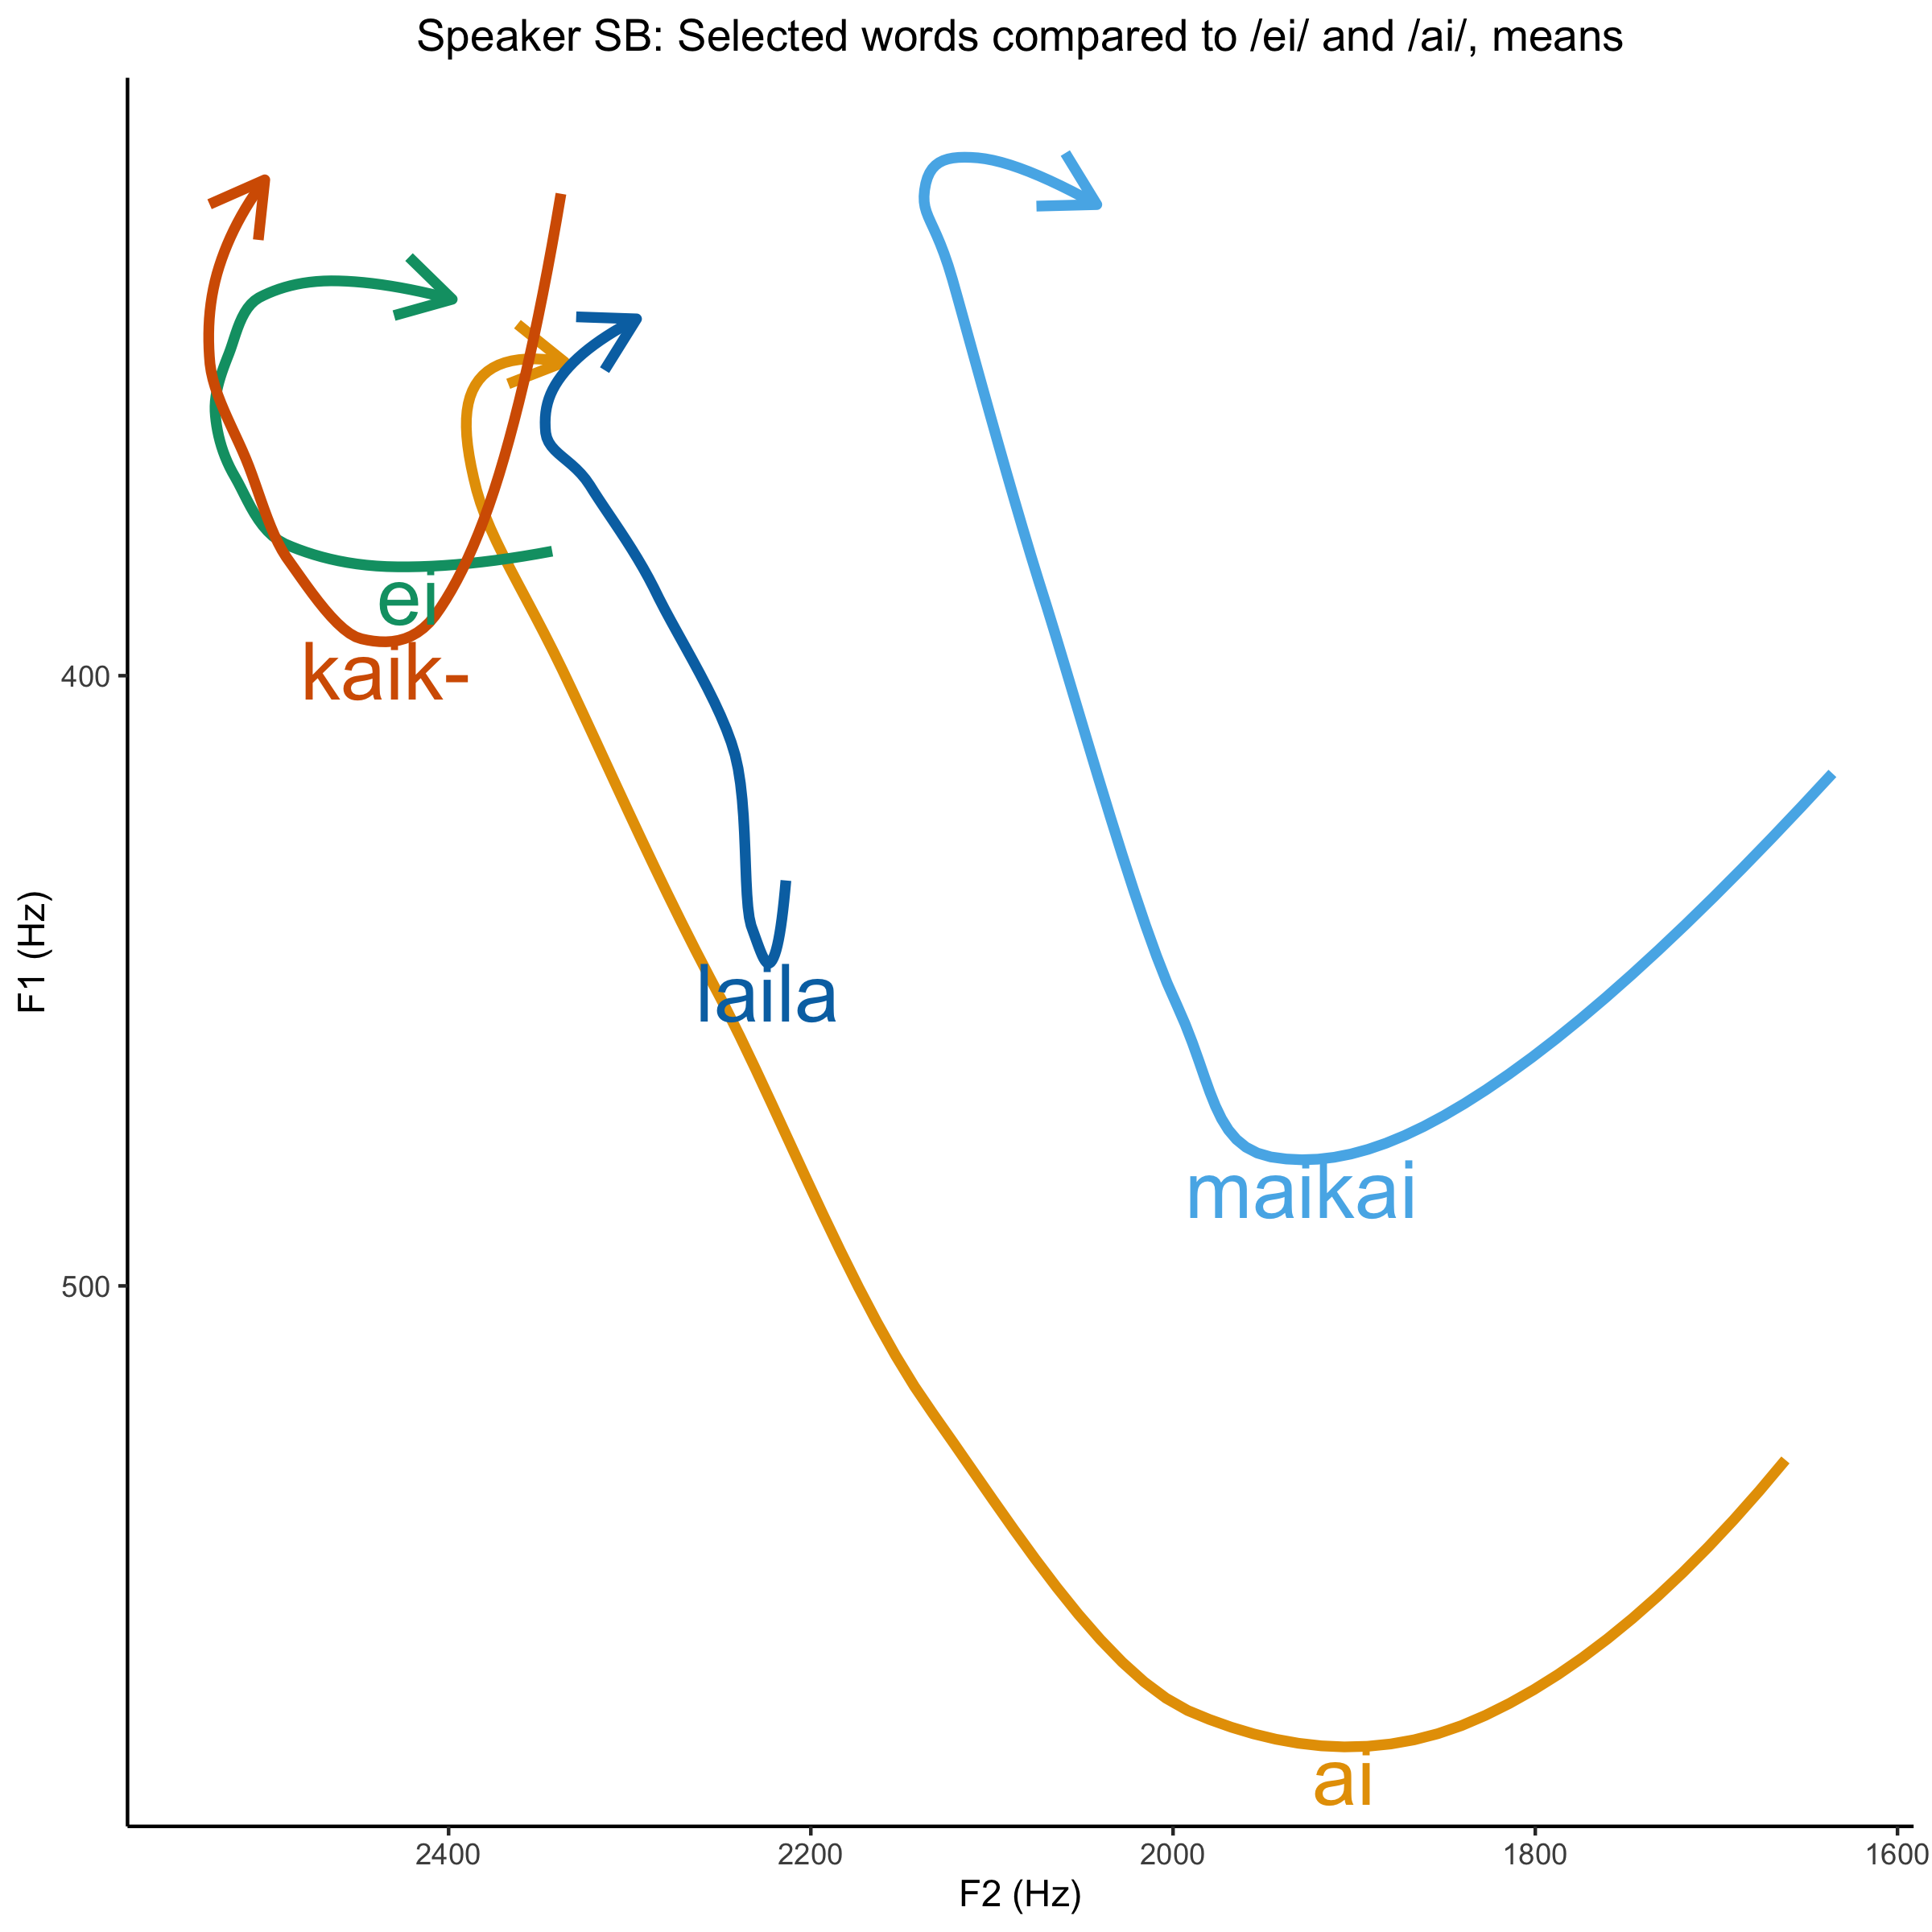 Speaker SB: Selected words compared to /ei/ and /ai/, means
ei
kaik-
400
laila
F1 (Hz)
maikai
500
ai
2400 2200 2000 1800 1600
F2 (Hz)